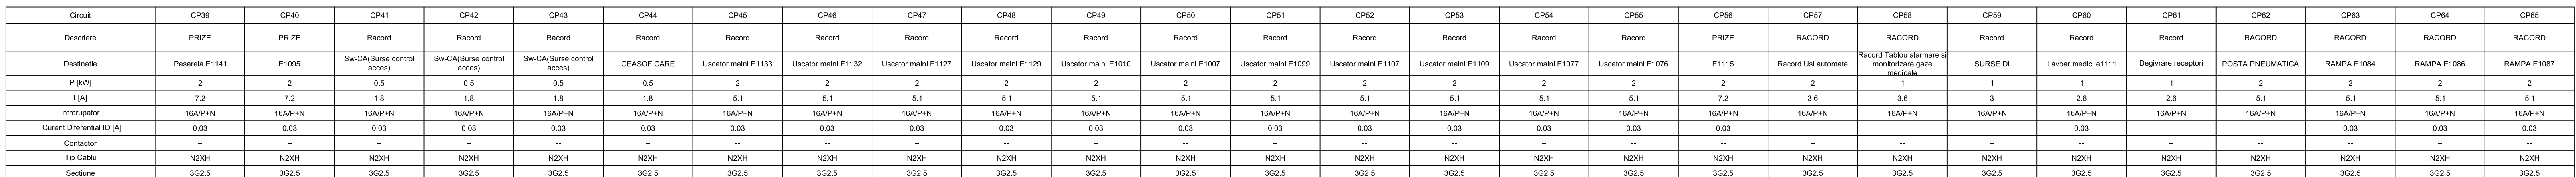 Circuit CP39 CP40 CP41 CP42 CP43 CP44 CP45 CP46 CP47 CP48 CP49 CP50 CP51 CP52 CP53 CP54 CP55 CP56 CP57 CP58 CP59 CP60 CP61 CP62 CP63 CP64 CP65
Descriere PRIZE PRIZE Racord Racord Racord Racord Racord Racord Racord Racord Racord Racord Racord Racord Racord Racord Racord PRIZE RACORD RACORD Racord Racord Racord RACORD RACORD RACORD RACORD
Destinatie Pasarela E1141 E1095 Sw-CA(Surse control acces) Sw-CA(Surse control acces) Sw-CA(Surse control acces) CEASOFICARE Uscator maini E1133 Uscator maini E1132 Uscator maini E1127 Uscator maini E1129 Uscator maini E1010 Uscator maini E1007 Uscator maini E1099 Uscator maini E1107 Uscator maini E1109 Uscator maini E1077 Uscator maini E1076 E1115 Racord Usi automate Racord Tablou alarmare si monitorizare gaze medicale SURSE DI Lavoar medici e1111 Degivrare receptori POSTA PNEUMATICA RAMPA E1084 RAMPA E1086 RAMPA E1087
P [kW] 2 2 0.5 0.5 0.5 0.5 2 2 2 2 2 2 2 2 2 2 2 2 2 1 1 1 1 2 2 2 2
I [A] 7.2 7.2 1.8 1.8 1.8 1.8 5.1 5.1 5.1 5.1 5.1 5.1 5.1 5.1 5.1 5.1 5.1 7.2 3.6 3.6 3 2.6 2.6 5.1 5.1 5.1 5.1
Intrerupator 16A/P+N 16A/P+N 16A/P+N 16A/P+N 16A/P+N 16A/P+N 16A/P+N 16A/P+N 16A/P+N 16A/P+N 16A/P+N 16A/P+N 16A/P+N 16A/P+N 16A/P+N 16A/P+N 16A/P+N 16A/P+N 16A/P+N 16A/P+N 16A/P+N 16A/P+N 16A/P+N 16A/P+N 16A/P+N 16A/P+N 16A/P+N
Curent Diferential ID [A] 0.03 0.03 0.03 0.03 0.03 0.03 0.03 0.03 0.03 0.03 0.03 0.03 0.03 0.03 0.03 0.03 0.03 0.03 -- -- -- 0.03 -- -- 0.03 0.03 0.03
Contactor -- -- -- -- -- -- -- -- -- -- -- -- -- -- -- -- -- -- -- -- -- -- -- -- -- -- --
Tip Cablu N2XH N2XH N2XH N2XH N2XH N2XH N2XH N2XH N2XH N2XH N2XH N2XH N2XH N2XH N2XH N2XH N2XH N2XH N2XH N2XH N2XH N2XH N2XH N2XH N2XH N2XH N2XH
Sectiune 3G2.5 3G2.5 3G2.5 3G2.5 3G2.5 3G2.5 3G2.5 3G2.5 3G2.5 3G2.5 3G2.5 3G2.5 3G2.5 3G2.5 3G2.5 3G2.5 3G2.5 3G2.5 3G2.5 3G2.5 3G2.5 3G2.5 3G2.5 3G2.5 3G2.5 3G2.5 3G2.5